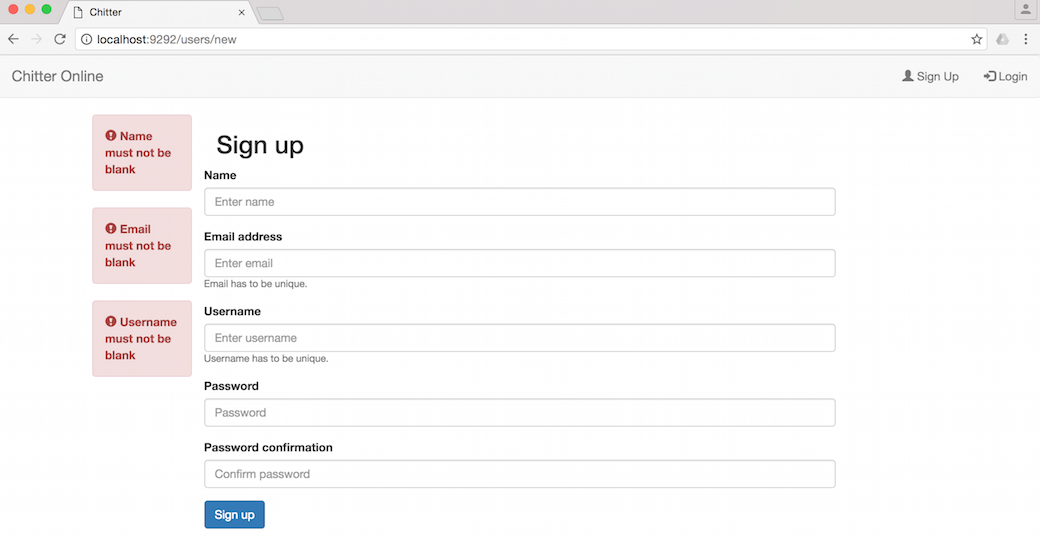 Chitter
localhost:9292/users/new
Chitter Online
Sign Up
Login
Name
must not be
blank
Email
must not be
blank
Username
must not be
blank
Sign up
Name
Enter name
Email address
Enter email
Email has to be unique.
Username
Enter username
Username has to be unique.
Password
Password
Password confirmation
Confirm password
Sign up